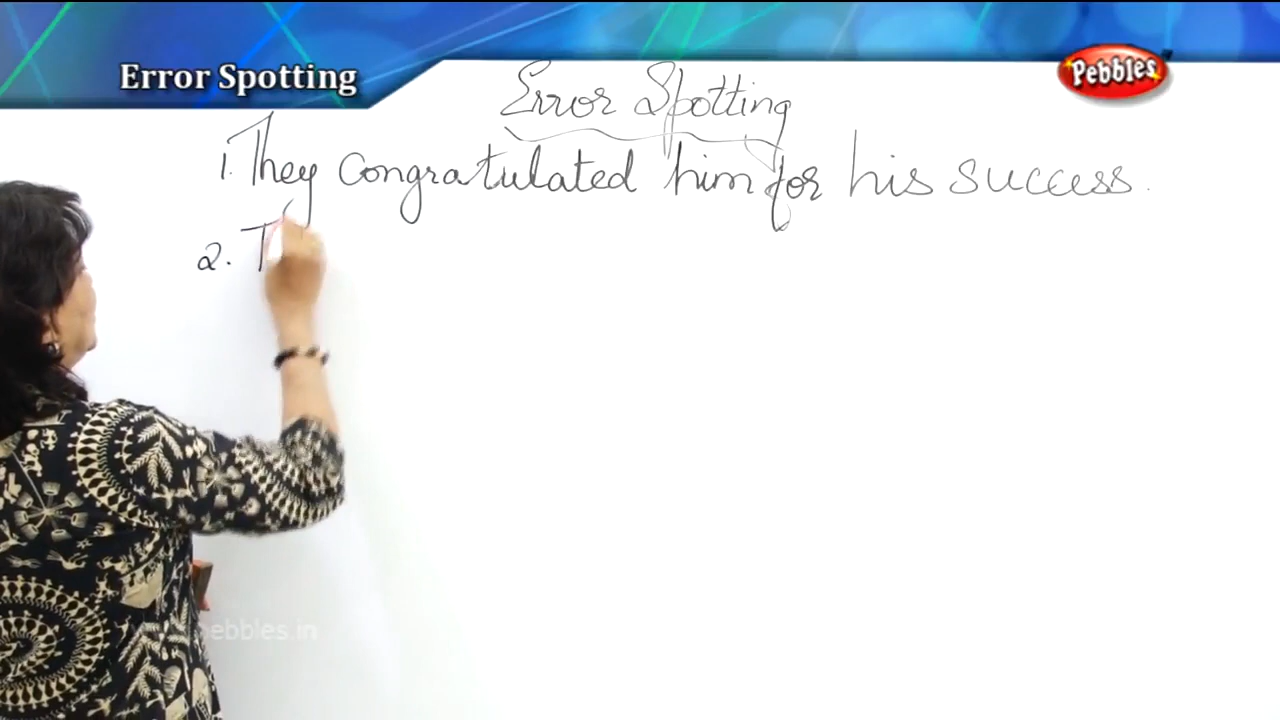 Error Spotting
Pebbles
Error Spotting
1. They congratulated him for his success.
2. T
pebbles.in